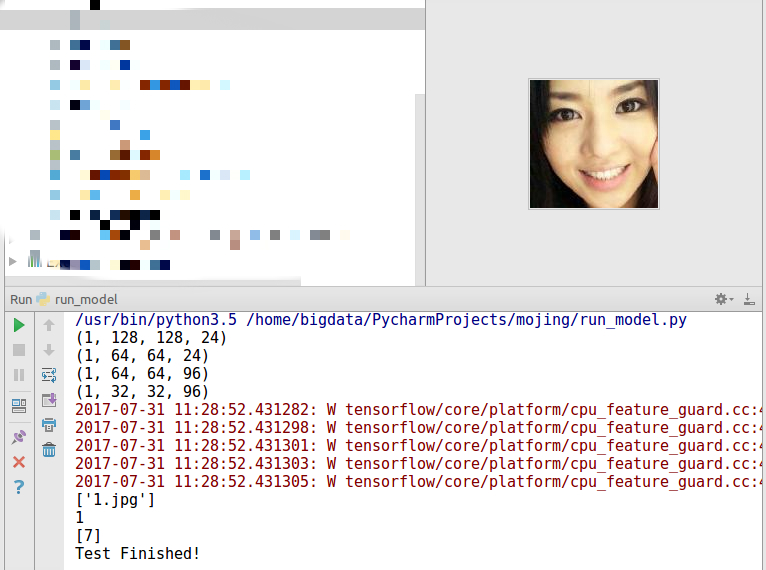 Run run_model
/usr/bin/python3.5 /home/bigdata/PycharmProjects/mojing/run_model.py
(1, 128, 128, 24)
(1, 64, 64, 24)
(1, 64, 64, 96)
(1, 32, 32, 96)
2017-07-31 11:28:52.431282: W tensorflow/core/platform/cpu_feature_guard.cc:4
2017-07-31 11:28:52.431298: W tensorflow/core/platform/cpu_feature_guard.cc:4
2017-07-31 11:28:52.431301: W tensorflow/core/platform/cpu_feature_guard.cc:4
2017-07-31 11:28:52.431303: W tensorflow/core/platform/cpu_feature_guard.cc:4
2017-07-31 11:28:52.431305: W tensorflow/core/platform/cpu_feature_guard.cc:4
['1.jpg']
1
[7]
Test Finished!